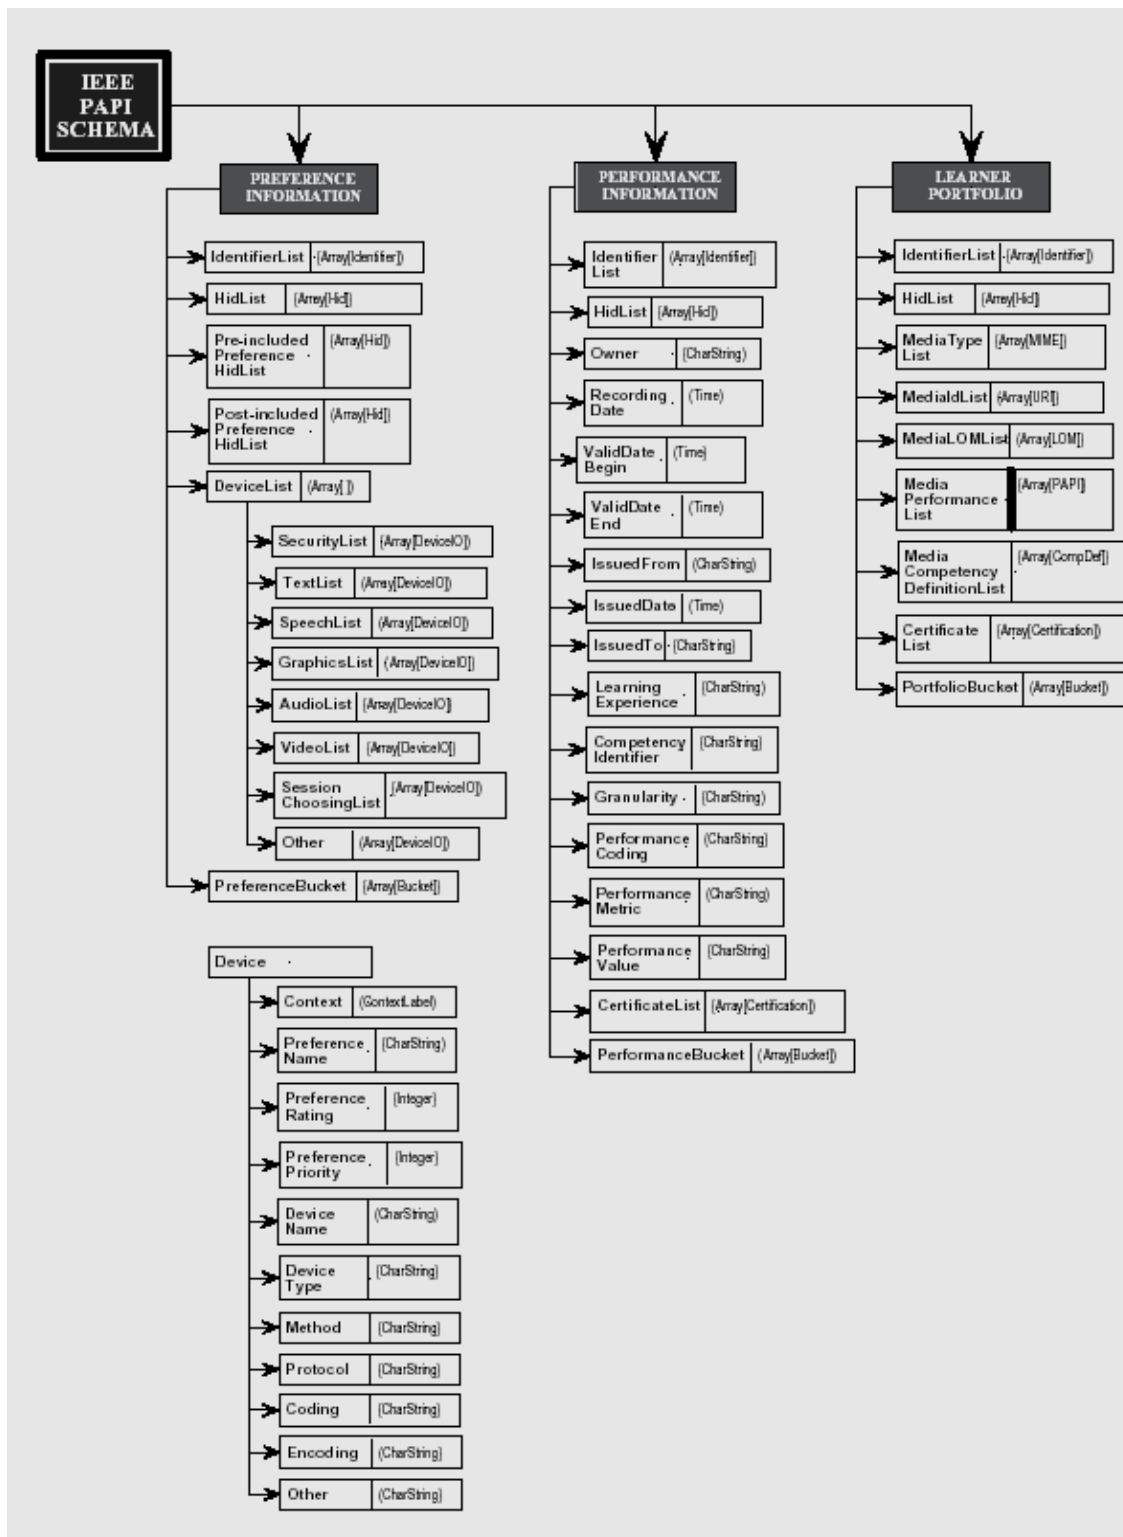 IEEE
PAPI
SCHEMA
PREFERENCE
INFORMATION
IdentifierList (Array[Identifier])
HidList (Array[Hid])
Pre-included
Preference
HidList
(Array[Hid])
Post-included
Preference
HidList
(Array[Hid])
DeviceList (Array[ ])
SecurityList (Array[DeviceIO])
TextList (Array[DeviceIO])
SpeechList (Array[DeviceIO])
GraphicsList (Array[DeviceIO])
AudioList (Array[DeviceIO])
VideoList (Array[DeviceIO])
Session
ChoosingList
(Array[DeviceIO])
Other (Array[DeviceIO])
PreferenceBucket (Array[Bucket])
Device
Context (ContextLabel)
Preference
Name
(CharString)
Preference
Rating
(Integer)
Preference
Priority
(Integer)
Device
Name
(CharString)
Device
Type
(CharString)
Method (CharString)
Protocol (CharString)
Coding (CharString)
Encoding (CharString)
Other (CharString)
PERFORMANCE
INFORMATION
Identifier
List
(Array[Identifier])
HidList (Array[Hid])
Owner (CharString)
Recording
Date
(Time)
ValidDate
Begin
(Time)
ValidDate
End
(Time)
IssuedFrom (CharString)
IssuedDate (Time)
IssuedTo (CharString)
Learning
Experience
(CharString)
Competency
Identifier
(CharString)
Granularity (CharString)
Performance
Coding
(CharString)
Performance
Metric
(CharString)
Performance
Value
(CharString)
CertificateList (Array[Certification])
PerformanceBucket (Array[Bucket])
LEARNER
PORTFOLIO
IdentifierList (Array[Identifier])
HidList (Array[Hid])
MediaType
List
(Array[MIME])
MediaIdList (Array[URI])
MediaLOMList (Array[LOM])
Media
Performance
List
(Array[PAPI])
Media
Competency
DefinitionList
(Array[CompDef])
Certificate
List
(Array[Certification])
PortfolioBucket (Array[Bucket])